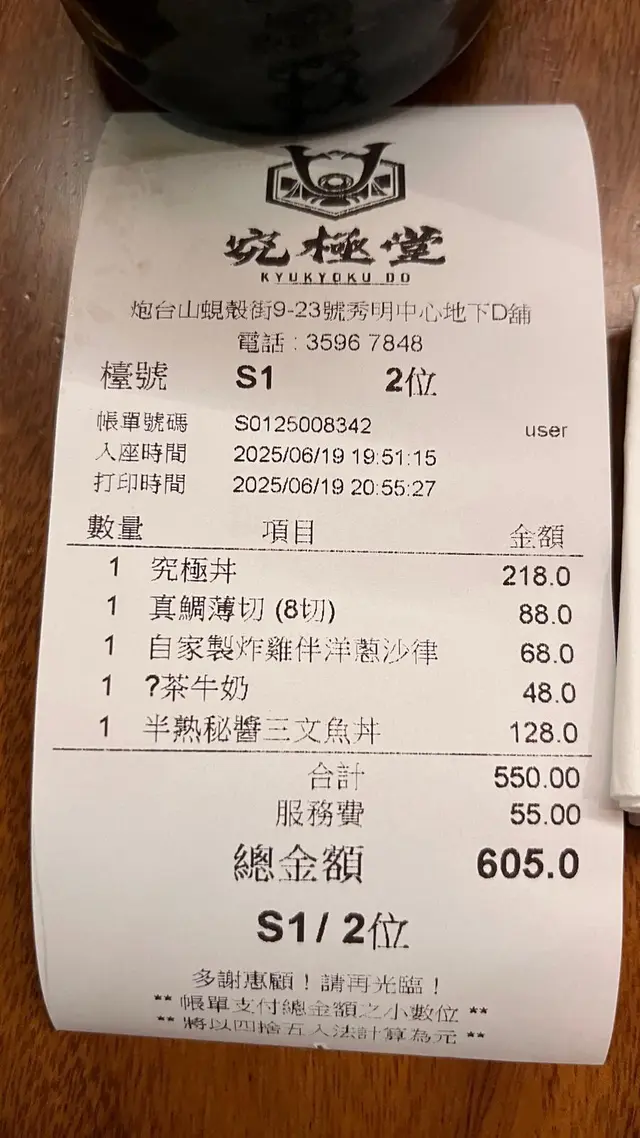 究極堂
KYUKYOKU DO
炮台山蜆殼街9-23號秀明中心地下D舖
電話 : 3596 7848
檯號 S1 2位
帳單號碼 S0125008342 user
入座時間 2025/06/19 19:51:15
打印時間 2025/06/19 20:55:27
數量 項目 金額
1 究極丼 218.0
1 真鯛薄切 (8切) 88.0
1 自家製炸雞伴洋蔥沙律 68.0
1 ?茶牛奶 48.0
1 半熟秘醬三文魚丼 128.0
合計 550.00
服務費 55.00
總金額 605.0
S1 / 2位
多謝惠顧！請再光臨！
** 帳單支付總金額之小數位 **
** 將以四捨五入法計算為元 **